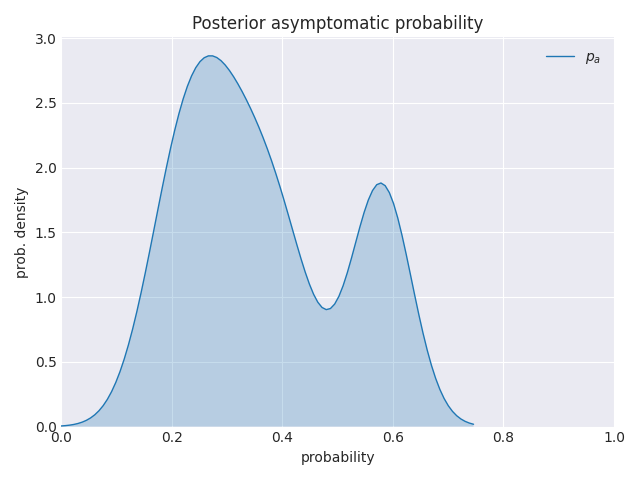 Posterior asymptomatic probability
prob. density
3.0
2.5
2.0
1.5
1.0
0.5
0.0
0.0 0.2 0.4 0.6 0.8 1.0
probability
pₐ